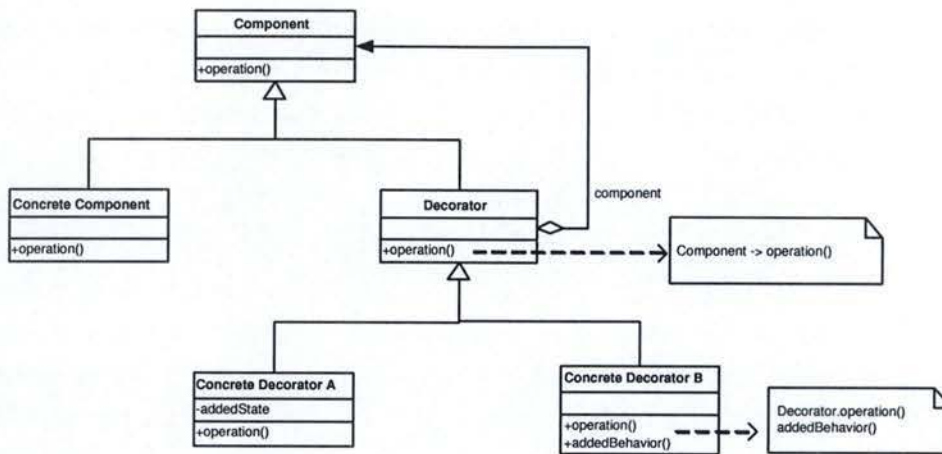 Component
+operation()
component
Concrete Component
+operation()
Decorator
+operation()
Component -> operation()
Concrete Decorator A
-addedState
+operation()
Concrete Decorator B
+operation()
+addedBehavior()
Decorator.operation()
addedBehavior()